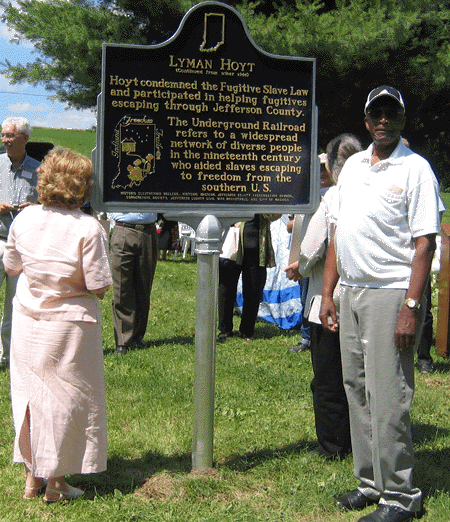 LYMAN HOYT
(Continued from other side)
Hoyt condemned the Fugitive Slave Law
and participated in helping fugitives
escaping through Jefferson County.
The Underground Railroad
refers to a widespread
network of diverse people
in the nineteenth century
who aided slaves escaping
to freedom from the
southern U.S.
Indiana
Freedom